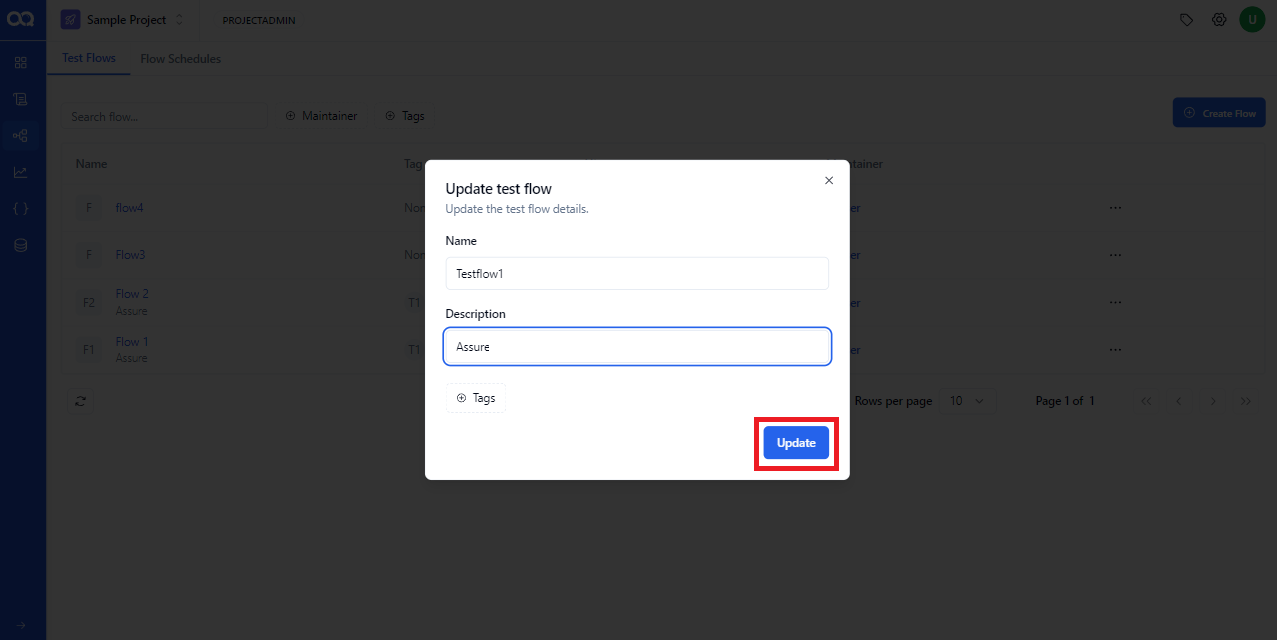 Sample Project
PROJECTADMIN
U
Test Flows
Flow Schedules
Search flow...
Maintainer
Tags
Create Flow
Name
Tag
tainer
F
flow4
Non
er
F
Flow3
Non
er
F2
Flow 2
Assure
T1
er
F1
Flow 1
Assure
T1
er
Update test flow
Update the test flow details.
Name
Testflow1
Description
Assure
Tags
Update
Rows per page
10
Page 1 of 1